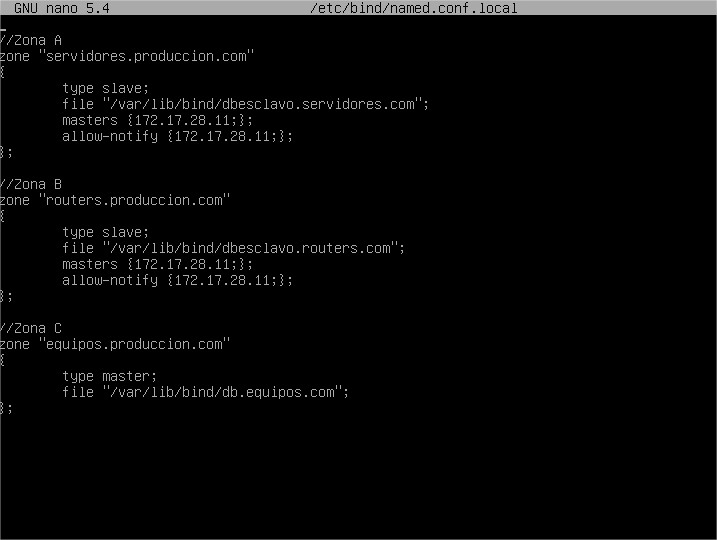 GNU nano 5.4 /etc/bind/named.conf.local
//Zona A
zone "servidores.produccion.com"
{
type slave;
file "/var/lib/bind/dbesclavo.servidores.com";
masters {172.17.28.11;};
allow-notify {172.17.28.11;};
};
//Zona B
zone "routers.produccion.com"
{
type slave;
file "/var/lib/bind/dbesclavo.routers.com";
masters {172.17.28.11;};
allow-notify {172.17.28.11;};
};
//Zona C
zone "equipos.produccion.com"
{
type master;
file "/var/lib/bind/db.equipos.com";
};